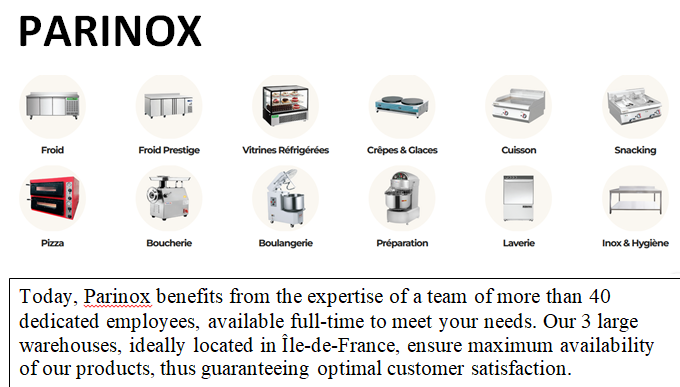 PARINOX
Froid
Froid Prestige
Vitrines Réfrigérées
Crêpes & Glaces
Cuisson
Snacking
Pizza
Boucherie
Boulangerie
Préparation
Laverie
Inox & Hygiène
Today, Parinox benefits from the expertise of a team of more than 40
dedicated employees, available full-time to meet your needs. Our 3 large
warehouses, ideally located in Île-de-France, ensure maximum availability
of our products, thus guaranteeing optimal customer satisfaction.